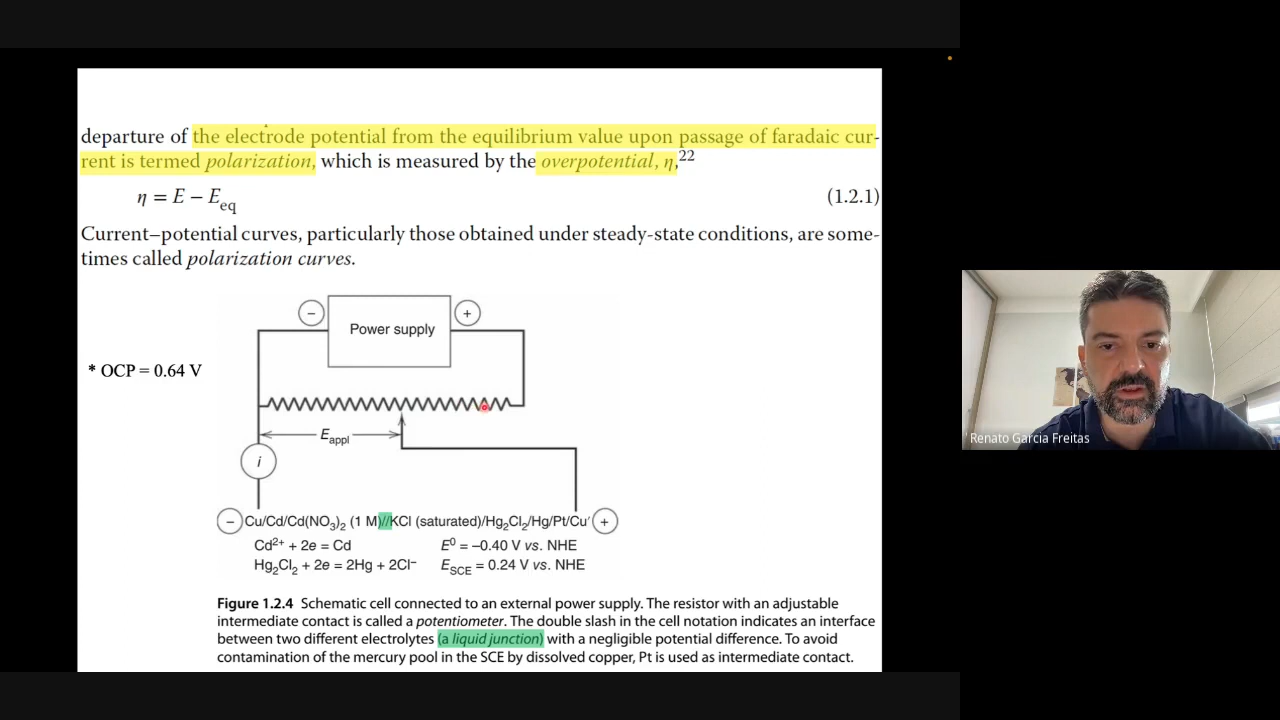 departure of the electrode potential from the equilibrium value upon passage of faradaic cur-
rent is termed polarization, which is measured by the overpotential, η,²²
η = E − E_eq (1.2.1)
Current–potential curves, particularly those obtained under steady-state conditions, are some-
times called polarization curves.
− Power supply +
* OCP = 0.64 V
E_appl
i
− Cu/Cd/Cd(NO₃)₂ (1 M)//KCl (saturated)/Hg₂Cl₂/Hg/Pt/Cu′ +
Cd²⁺ + 2e = Cd E⁰ = –0.40 V vs. NHE
Hg₂Cl₂ + 2e = 2Hg + 2Cl⁻ E_SCE = 0.24 V vs. NHE
Figure 1.2.4 Schematic cell connected to an external power supply. The resistor with an adjustable
intermediate contact is called a potentiometer. The double slash in the cell notation indicates an interface
between two different electrolytes (a liquid junction) with a negligible potential difference. To avoid
contamination of the mercury pool in the SCE by dissolved copper, Pt is used as intermediate contact.
Renato Garcia Freitas